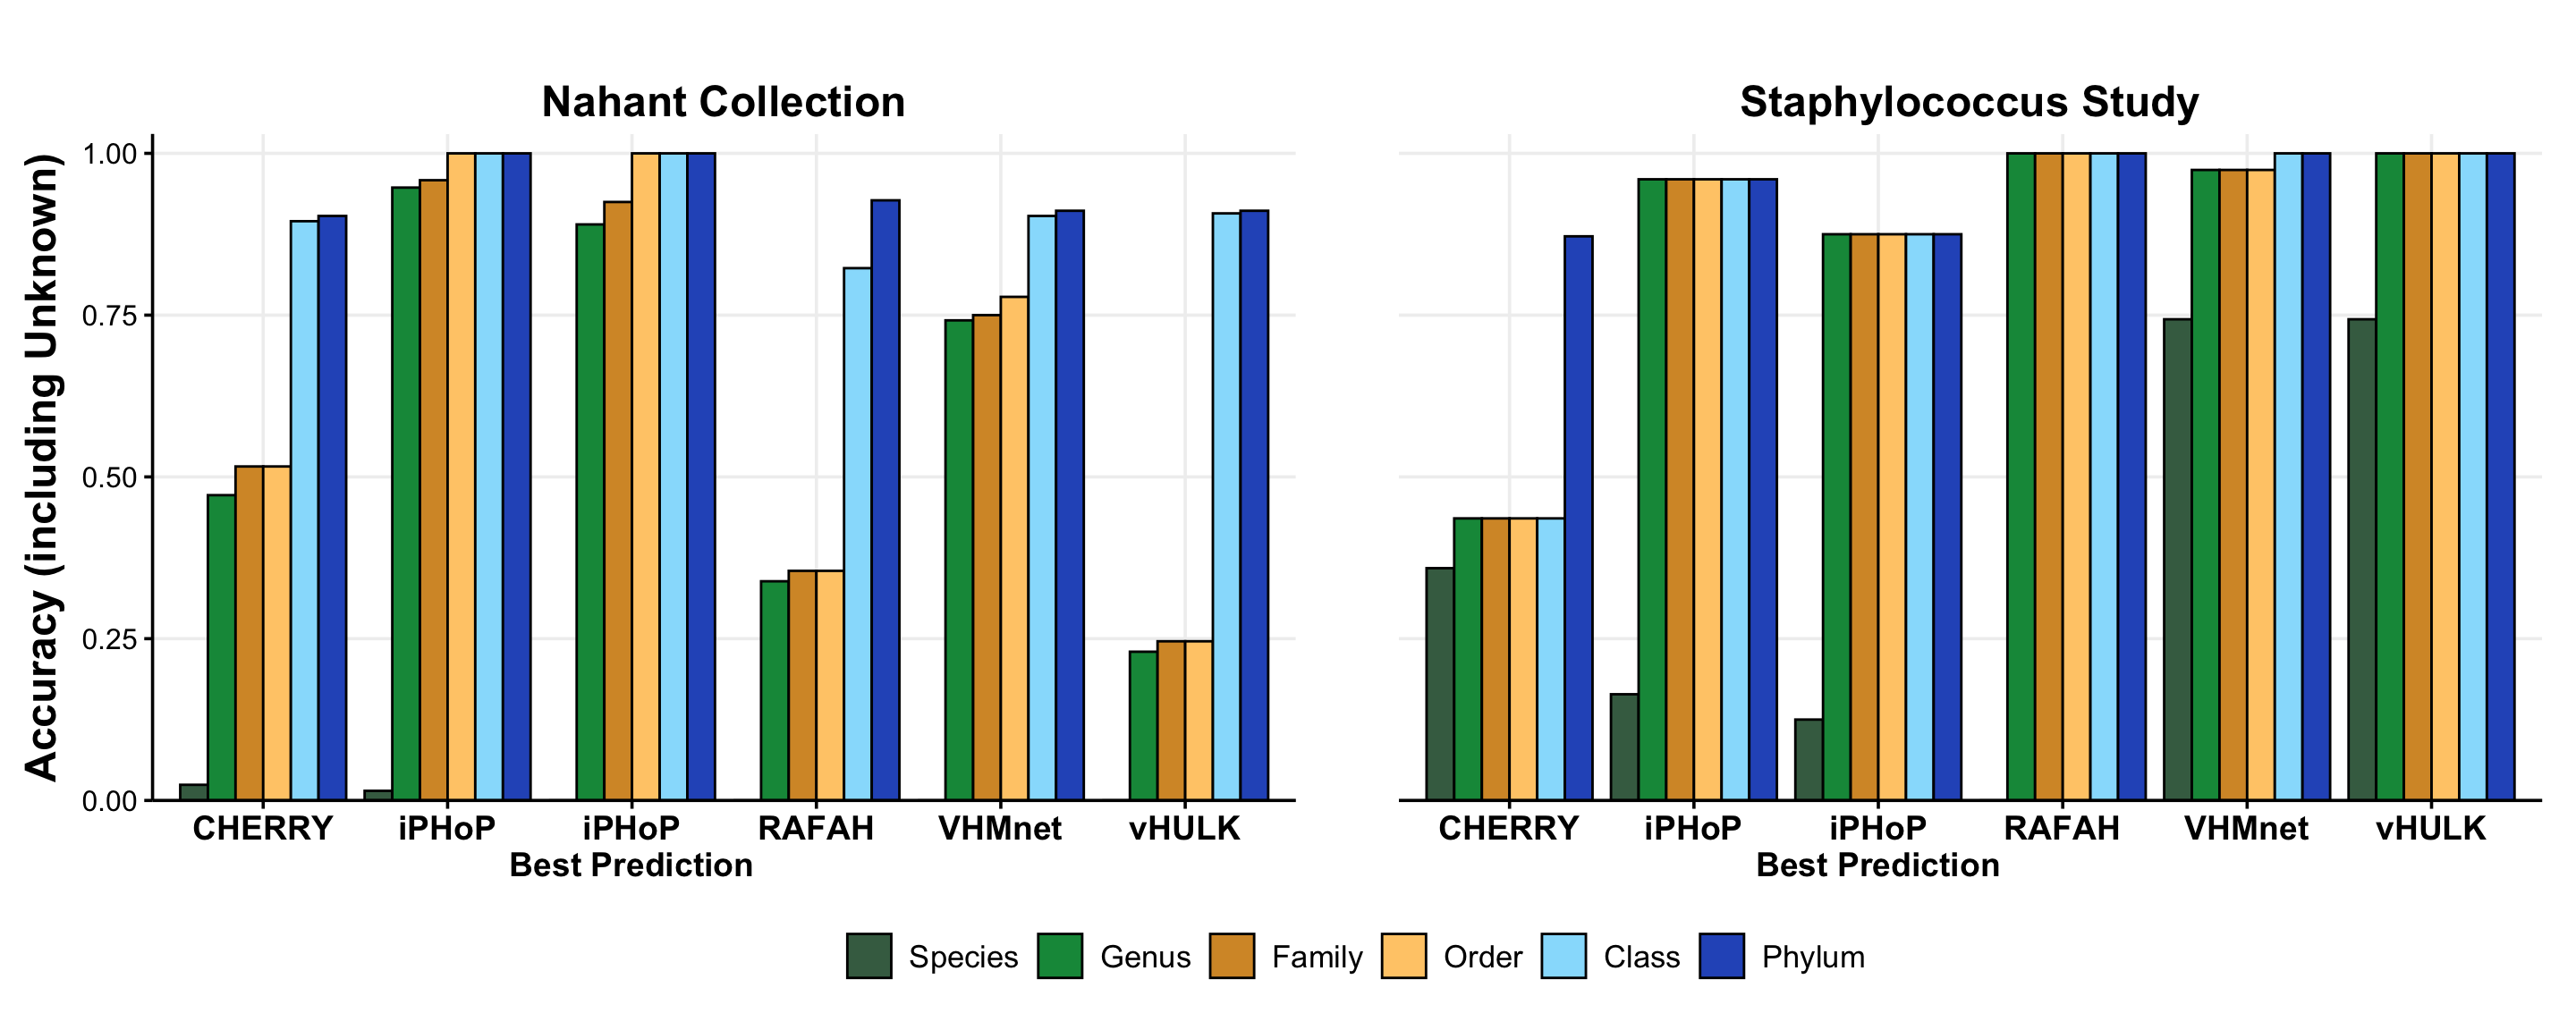 Nahant Collection
Staphylococcus Study
Accuracy (including Unknown)
1.00
0.75
0.50
0.25
0.00
CHERRY iPHoP iPHoP RAFAH VHMnet vHULK
Best Prediction
CHERRY iPHoP iPHoP RAFAH VHMnet vHULK
Best Prediction
Species Genus Family Order Class Phylum